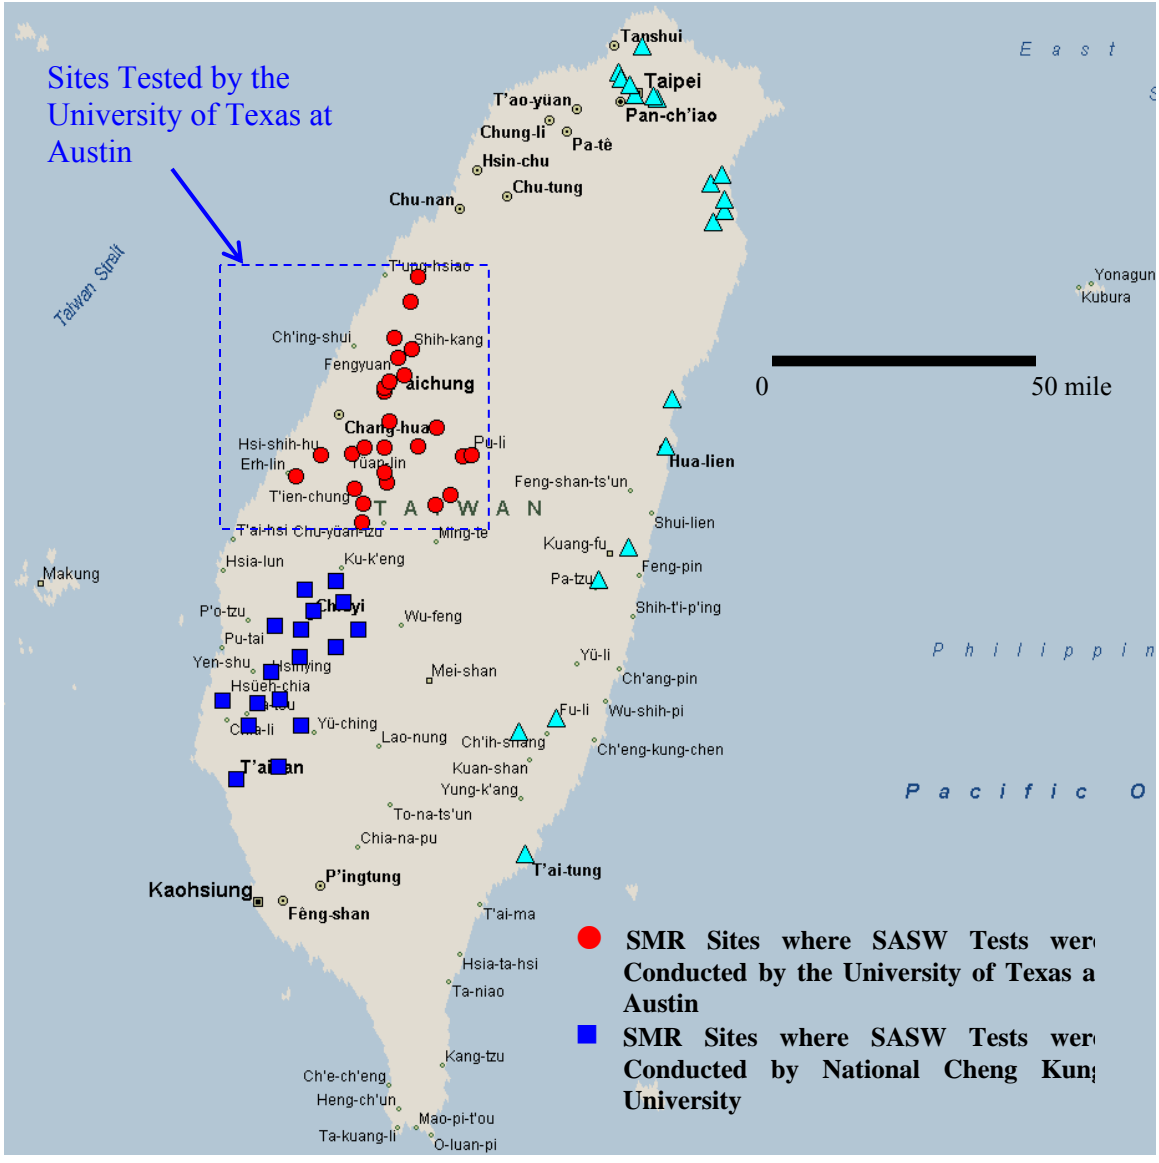 Tanshui
East
Sites Tested by the
University of Texas at
Austin
Taipei
T'ao-yüan
Pan-ch'iao
Chung-li
Pa-tê
Hsin-chu
Chu-tung
Chu-nan
Taiwan Strait
T'ung-hsiao
Yonagun
Kubura
Ch'ing-shui
Shih-kang
Fengyuan
aichung
0
50 mile
Chang-hua
Hsi-shih-hu
Pu-li
Erh-lin
Yüan-lin
Hua-lien
Feng-shan-ts'un
T'ien-chung
TAIWAN
Shui-lien
T'ai-hsi
Chu-yüan-tzu
Ming-te
Kuang-fu
Hsia-lun
Ku-k'eng
Makung
Pa-tzu
Feng-pin
P'o-tzu
Wu-feng
Shih-t'i-p'ing
Pu-tai
Philippin
Yen-shu
Hsinying
Mei-shan
Yü-li
Ch'ang-pin
Hsüeh-chia
Fu-li
Wu-shih-pi
Yü-ching
Lao-nung
Ch'ih-shang
Ch'eng-kung-chen
Kuan-shan
Yung-k'ang
Pacific O
To-na-ts'un
Chia-na-pu
T'ai-tung
P'ingtung
Kaohsiung
Fêng-shan
T'ai-ma
Hsia-ta-hsi
Ta-niao
Kang-tzu
Ch'e-ch'eng
Heng-ch'un
Mao-pi-t'ou
Ta-kuang-li
O-luan-pi
SMR Sites where SASW Tests were
Conducted by the University of Texas a
Austin
SMR Sites where SASW Tests were
Conducted by National Cheng Kung
University